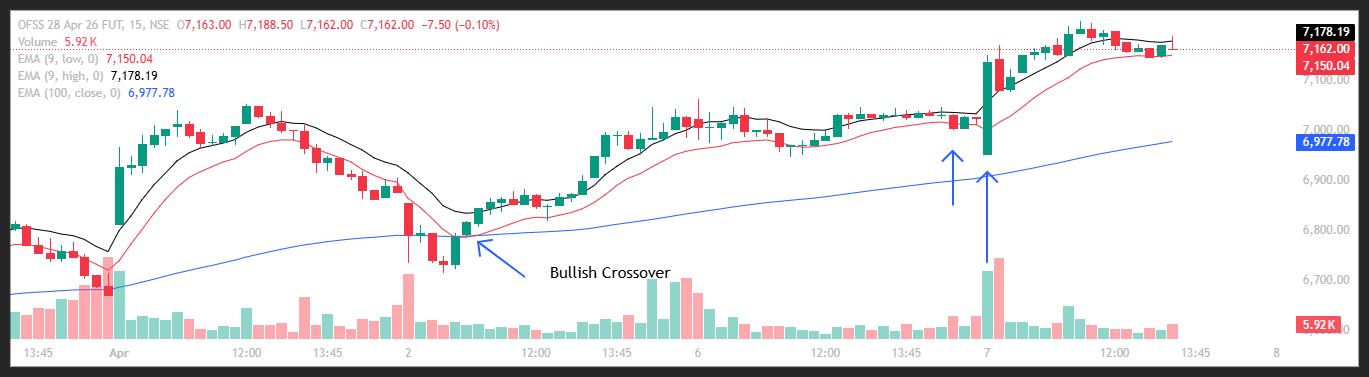 OFSS 28 Apr 26 FUT, 15, NSE O7,163.00 H7,188.50 L7,162.00 C7,162.00 −7.50 (−0.10%)
Volume 5.92 K
EMA (9, low, 0) 7,150.04
EMA (9, high, 0) 7,178.19
EMA (100, close, 0) 6,977.78
7,178.19
7,162.00
7,150.04
7,100.00
7,000.00
6,977.78
6,900.00
6,800.00
6,700.00
5.92 K
Bullish Crossover
13:45 Apr 12:00 13:45 2 12:00 13:45 6 12:00 13:45 7 12:00 13:45 8